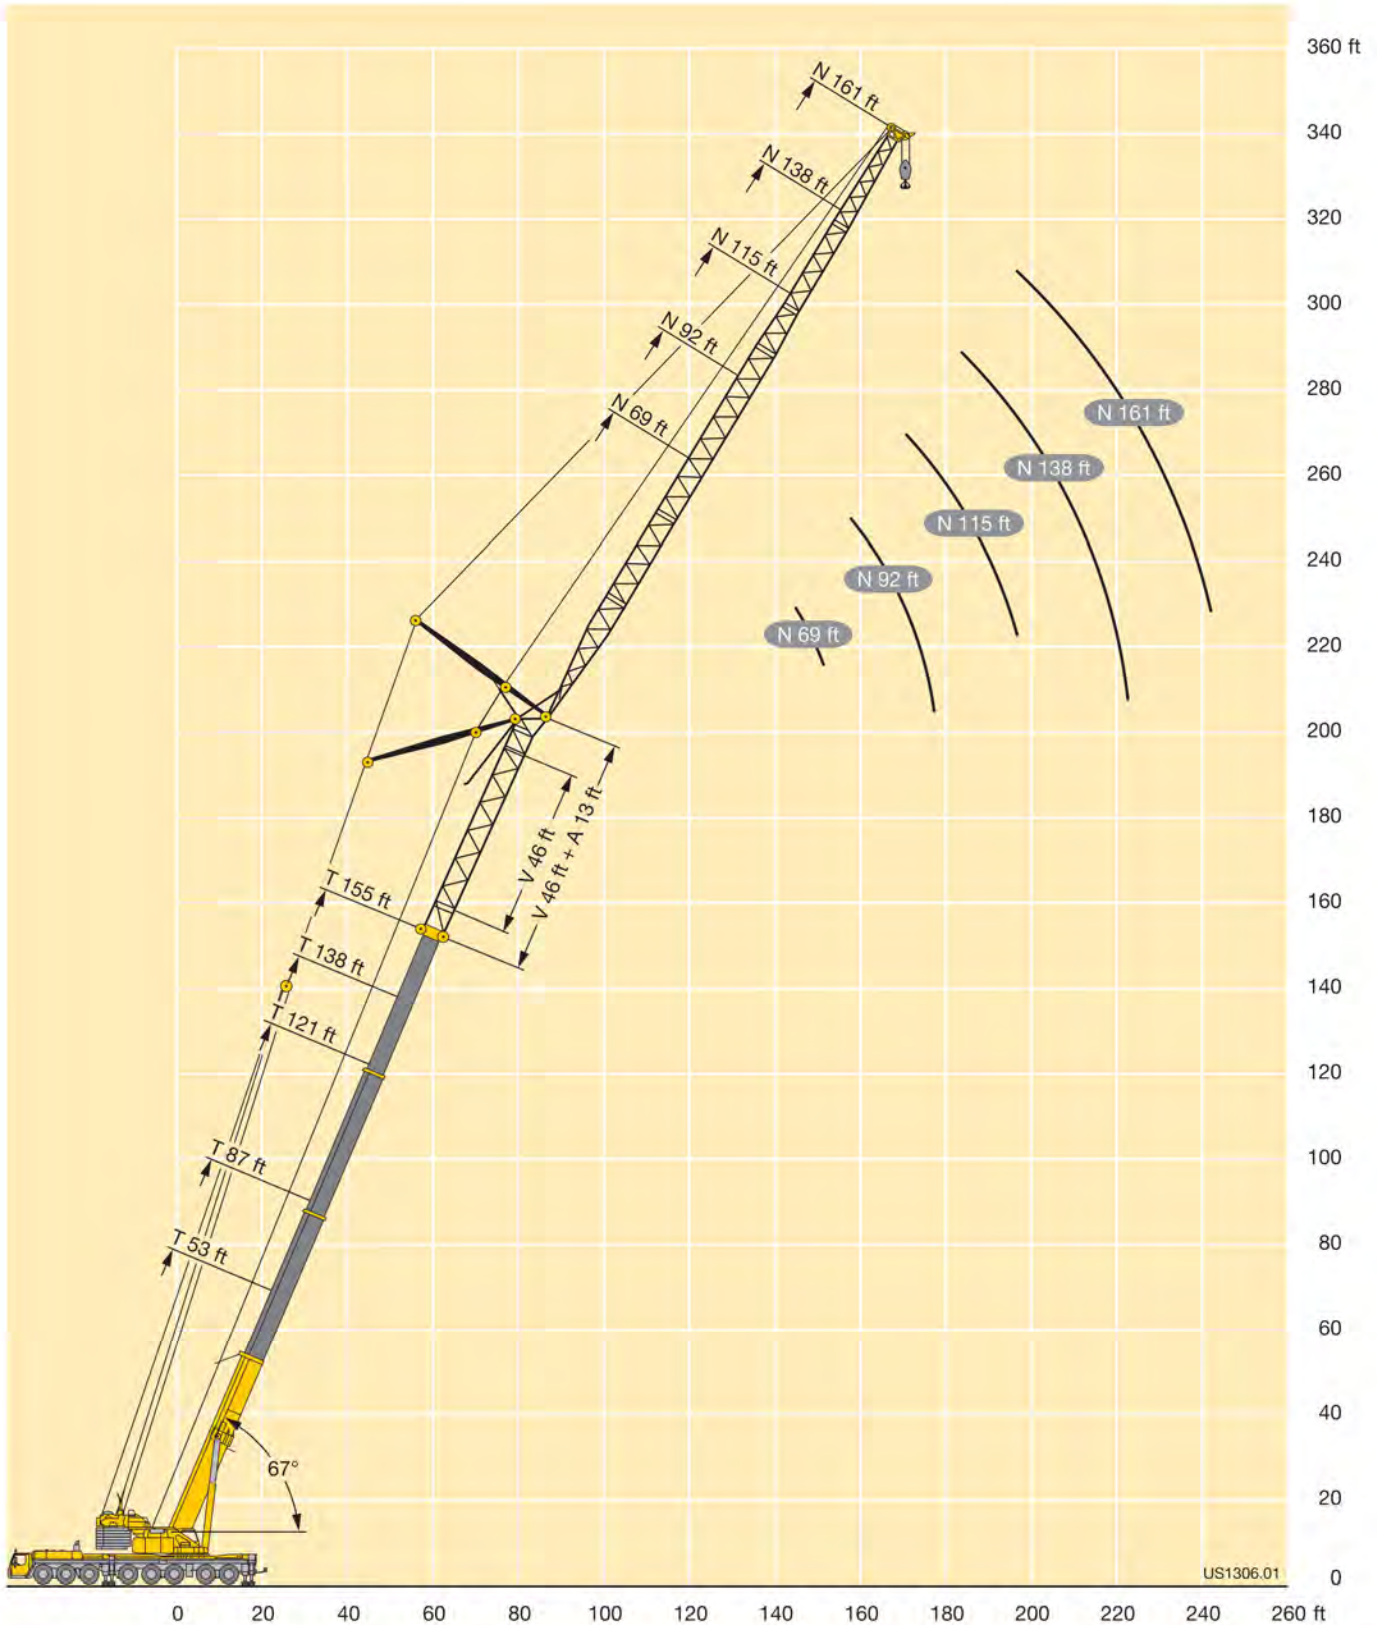 360 ft
N 161 ft
340
N 138 ft
320
N 115 ft
300
N 92 ft
280
N 161 ft
N 69 ft
N 138 ft
260
N 115 ft
240
N 92 ft
N 69 ft
220
200
180
V 46 ft
V 46 ft + A 13 ft
T 155 ft
160
T 138 ft
140
T 121 ft
120
T 87 ft
100
T 53 ft
80
60
40
67°
20
US1306.01
0
0 20 40 60 80 100 120 140 160 180 200 220 240 260 ft